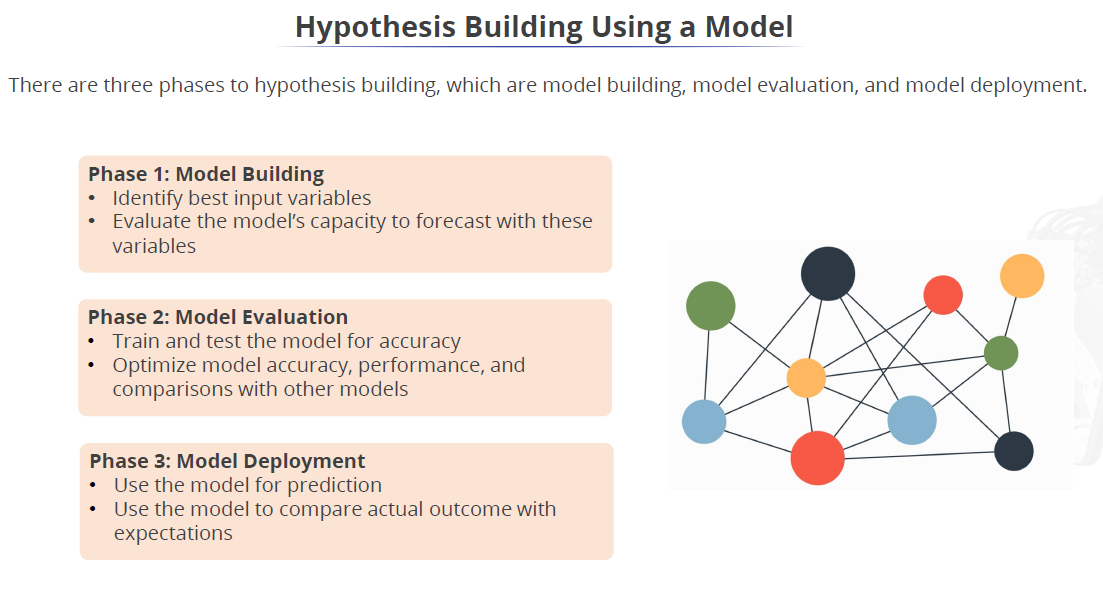 Hypothesis Building Using a Model
There are three phases to hypothesis building, which are model building, model evaluation, and model deployment.
Phase 1: Model Building
• Identify best input variables
• Evaluate the model’s capacity to forecast with these
variables
Phase 2: Model Evaluation
• Train and test the model for accuracy
• Optimize model accuracy, performance, and
comparisons with other models
Phase 3: Model Deployment
• Use the model for prediction
• Use the model to compare actual outcome with
expectations